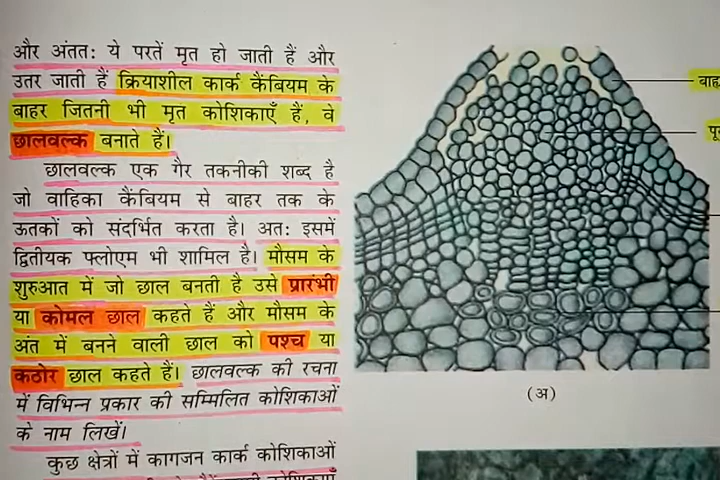 और अंतत: ये परतें मृत हो जाती हैं और
उतर जाती हैं क्रियाशील कार्क कैंबियम के
बाहर जितनी भी मृत कोशिकाएँ हैं, वे
छालवल्क बनाते हैं।
छालवल्क एक गैर तकनीकी शब्द है
जो वाहिका कैंबियम से बाहर तक के
ऊतकों को संदर्भित करता है। अत: इसमें
द्वितीयक फ्लोएम भी शामिल है। मौसम के
शुरुआत में जो छाल बनती है उसे प्रारंभी
या कोमल छाल कहते हैं और मौसम के
अंत में बनने वाली छाल को पश्च या
कठोर छाल कहते हैं। छालवल्क की रचना
में विभिन्न प्रकार की सम्मिलित कोशिकाओं
के नाम लिखें।
कुछ क्षेत्रों में कागजन कार्क कोशिकाओं
(अ)